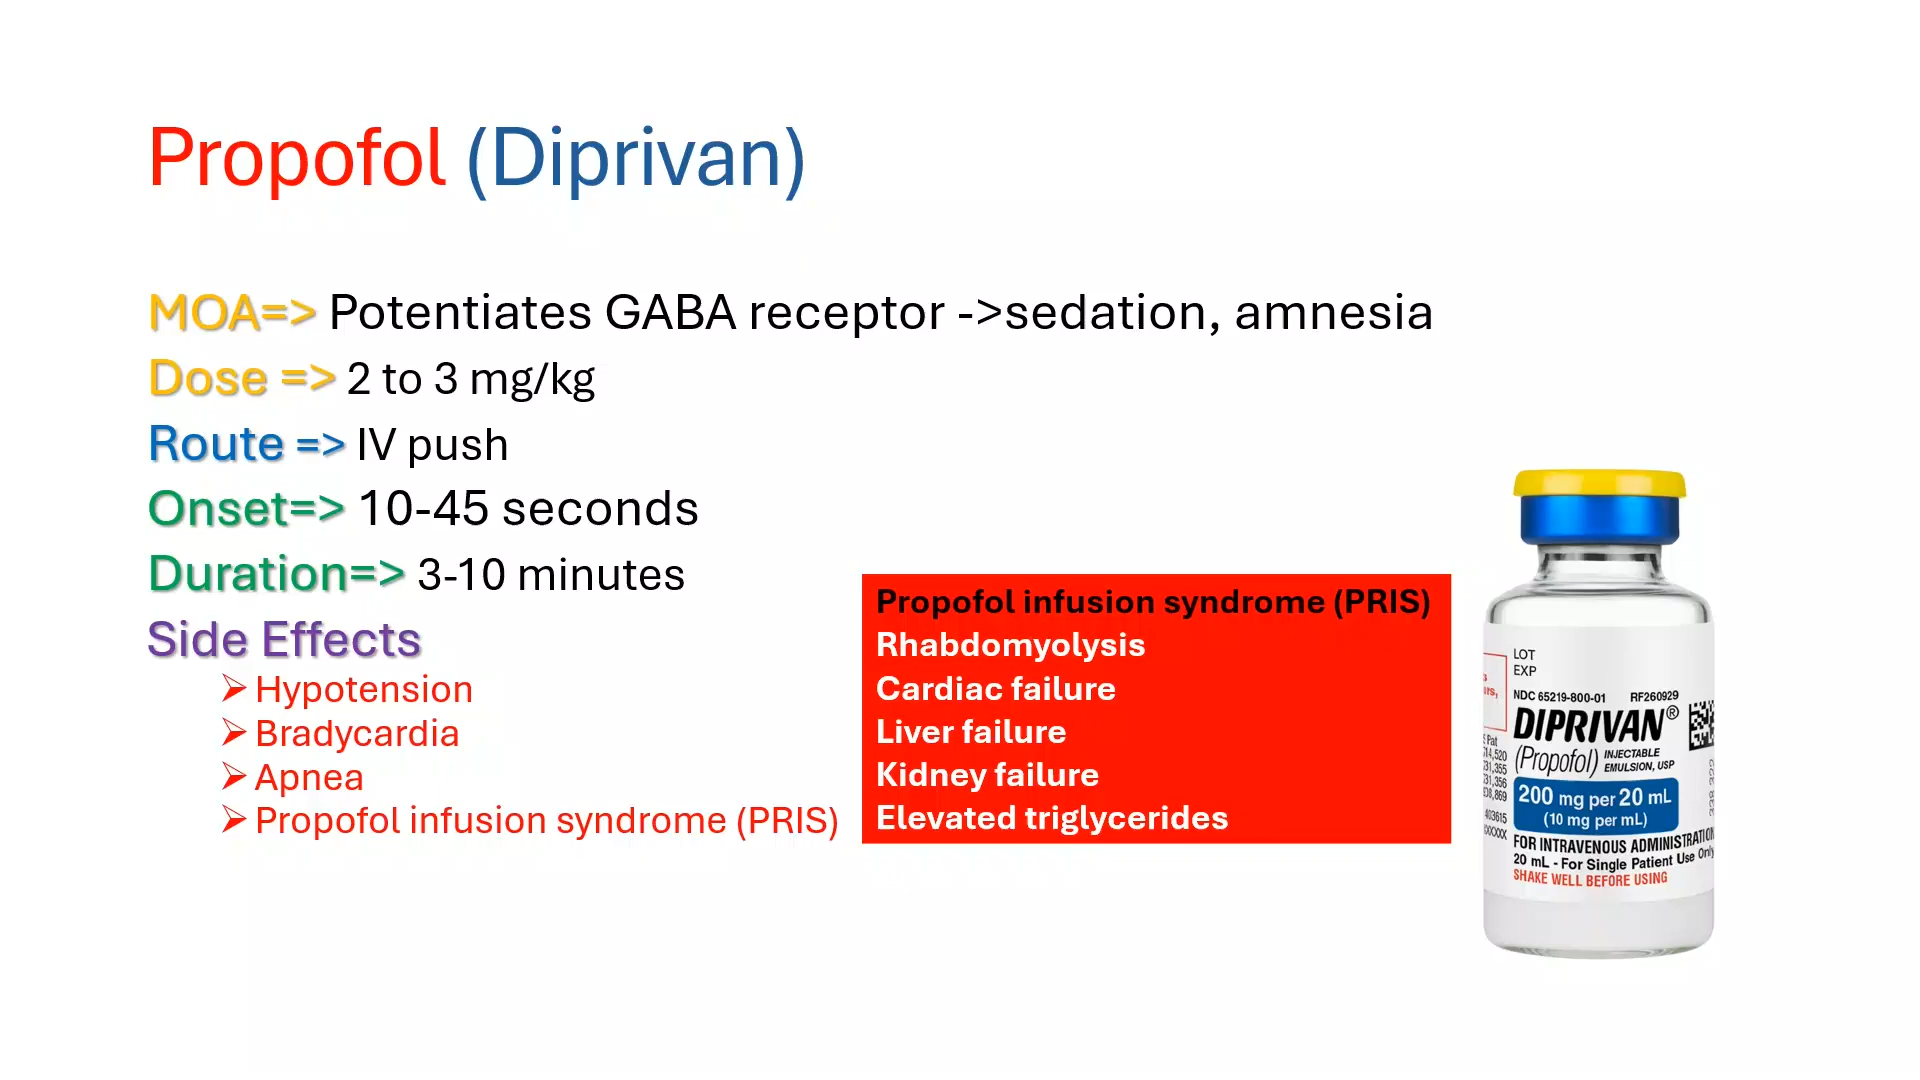 Propofol (Diprivan)
MOA=> Potentiates GABA receptor ->sedation, amnesia
Dose => 2 to 3 mg/kg
Route => IV push
Onset=> 10-45 seconds
Duration=> 3-10 minutes
Side Effects
➢ Hypotension
➢ Bradycardia
➢ Apnea
➢ Propofol infusion syndrome (PRIS)
Propofol infusion syndrome (PRIS)
Rhabdomyolysis
Cardiac failure
Liver failure
Kidney failure
Elevated triglycerides
LOT
EXP
NDC 65219-800-01 RF260929
DIPRIVAN®
(Propofol) INJECTABLE
EMULSION, USP
200 mg per 20 mL
(10 mg per mL)
FOR INTRAVENOUS ADMINISTRATION
20 mL - For Single Patient Use Only
SHAKE WELL BEFORE USING